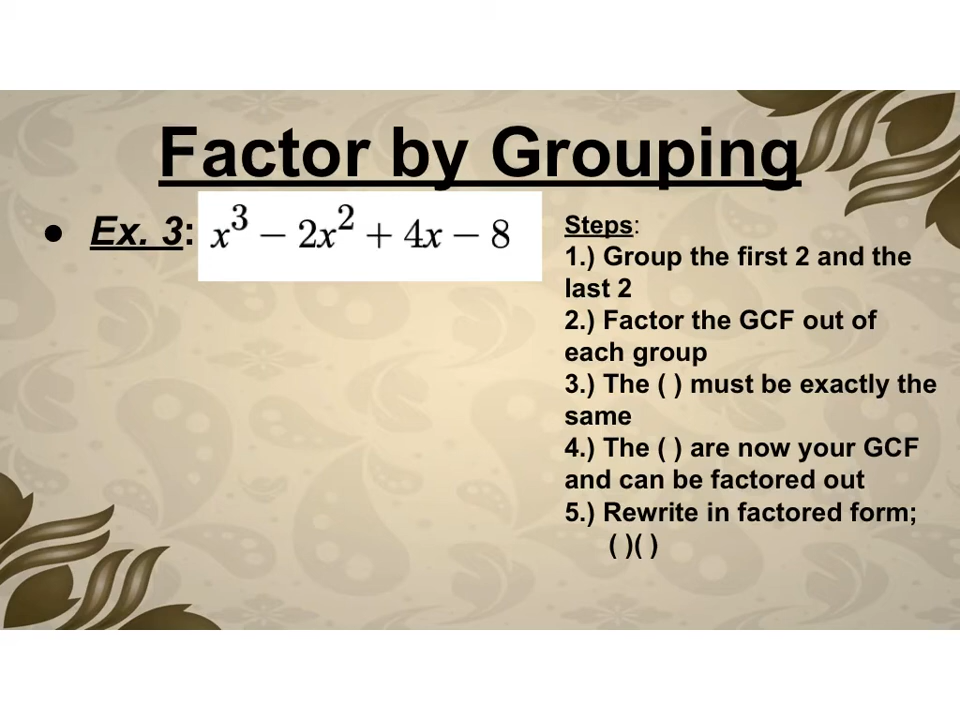 Factor by Grouping
● Ex. 3: x³ − 2x² + 4x − 8
Steps:
1.) Group the first 2 and the
last 2
2.) Factor the GCF out of
each group
3.) The ( ) must be exactly the
same
4.) The ( ) are now your GCF
and can be factored out
5.) Rewrite in factored form;
( )( )